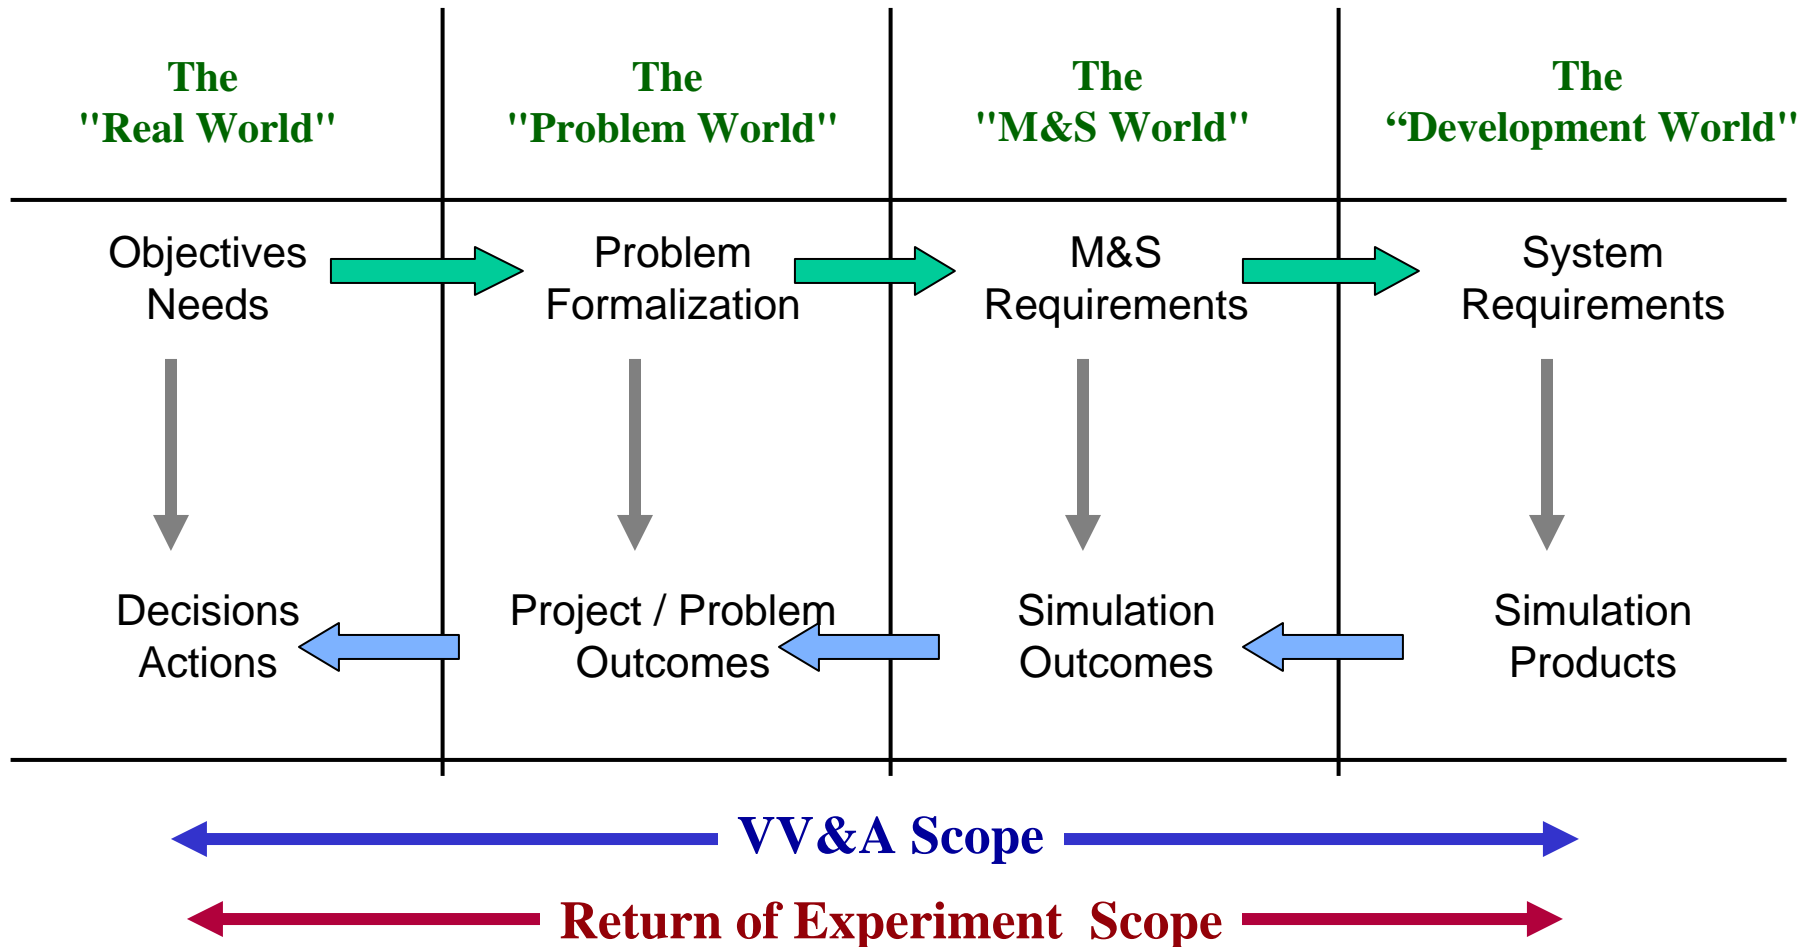 The
"Real World"
The
"Problem World"
The
"M&S World"
The
“Development World"
Objectives
Needs
Problem
Formalization
M&S
Requirements
System
Requirements
Decisions
Actions
Project / Problem
Outcomes
Simulation
Outcomes
Simulation
Products
VV&A Scope
Return of Experiment  Scope